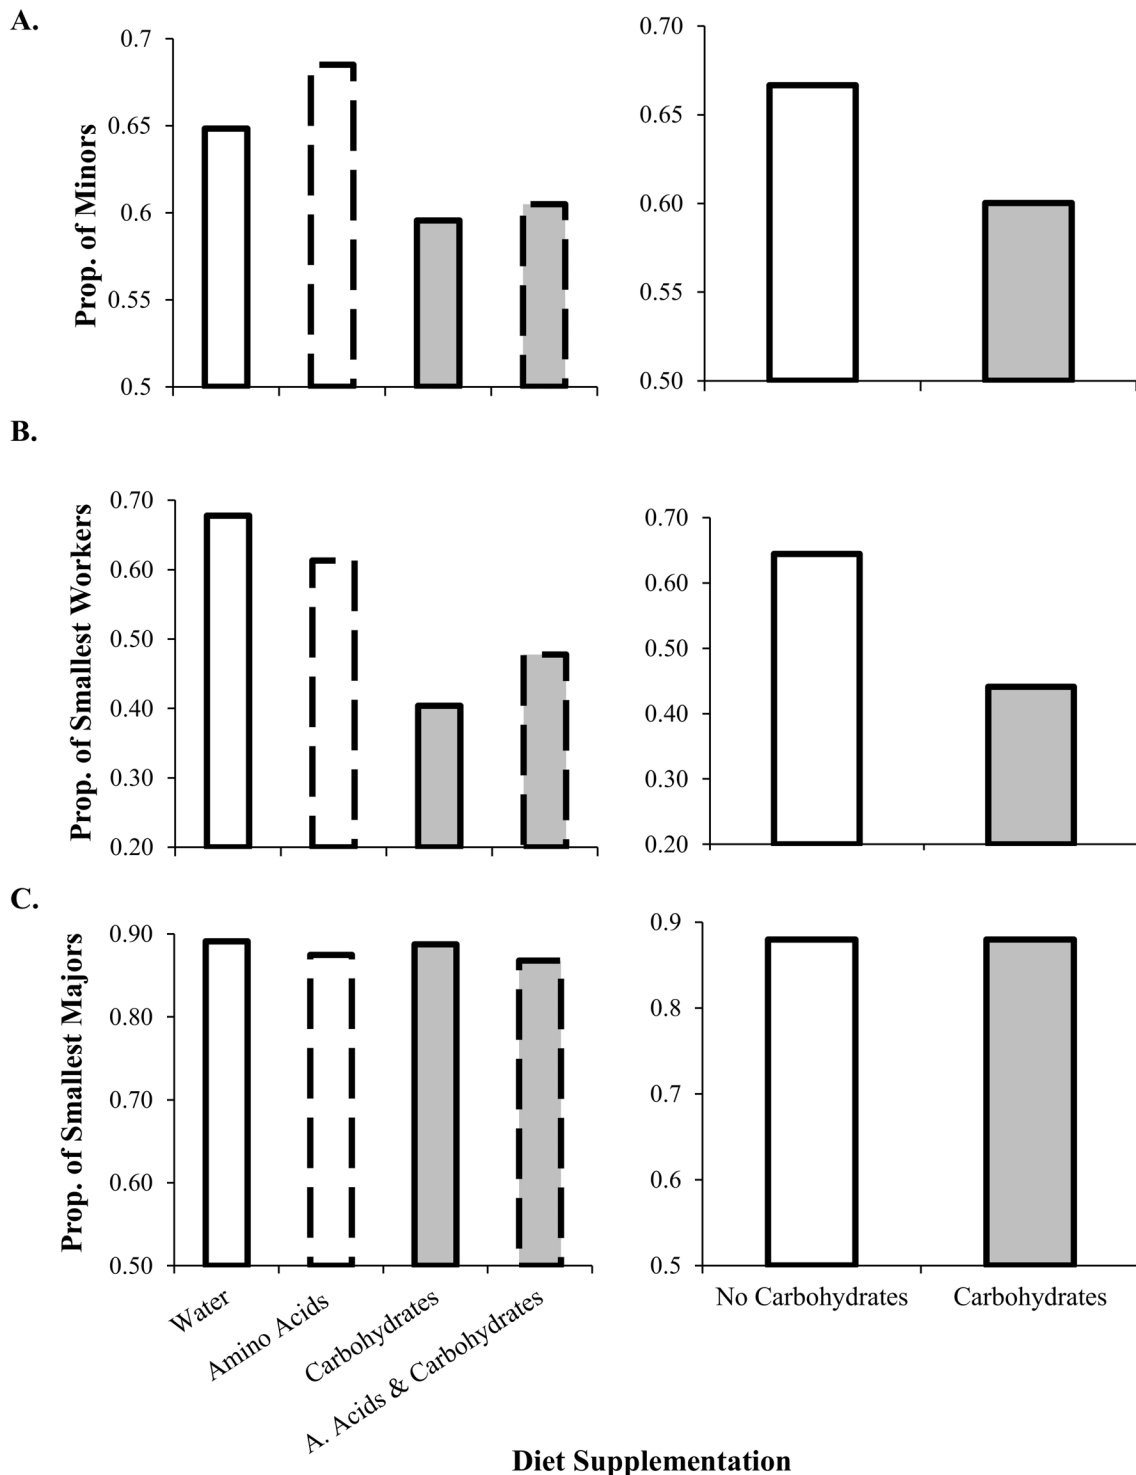 A.
Prop. of Minors
0.7
0.65
0.6
0.55
0.5
0.70
0.65
0.60
0.55
0.50
B.
Prop. of Smallest Workers
0.70
0.60
0.50
0.40
0.30
0.20
0.70
0.60
0.50
0.40
0.30
0.20
C.
Prop. of Smallest Majors
0.90
0.80
0.70
0.60
0.50
0.9
0.8
0.7
0.6
0.5
Water
Amino Acids
Carbohydrates
A. Acids & Carbohydrates
No Carbohydrates
Carbohydrates
Diet Supplementation